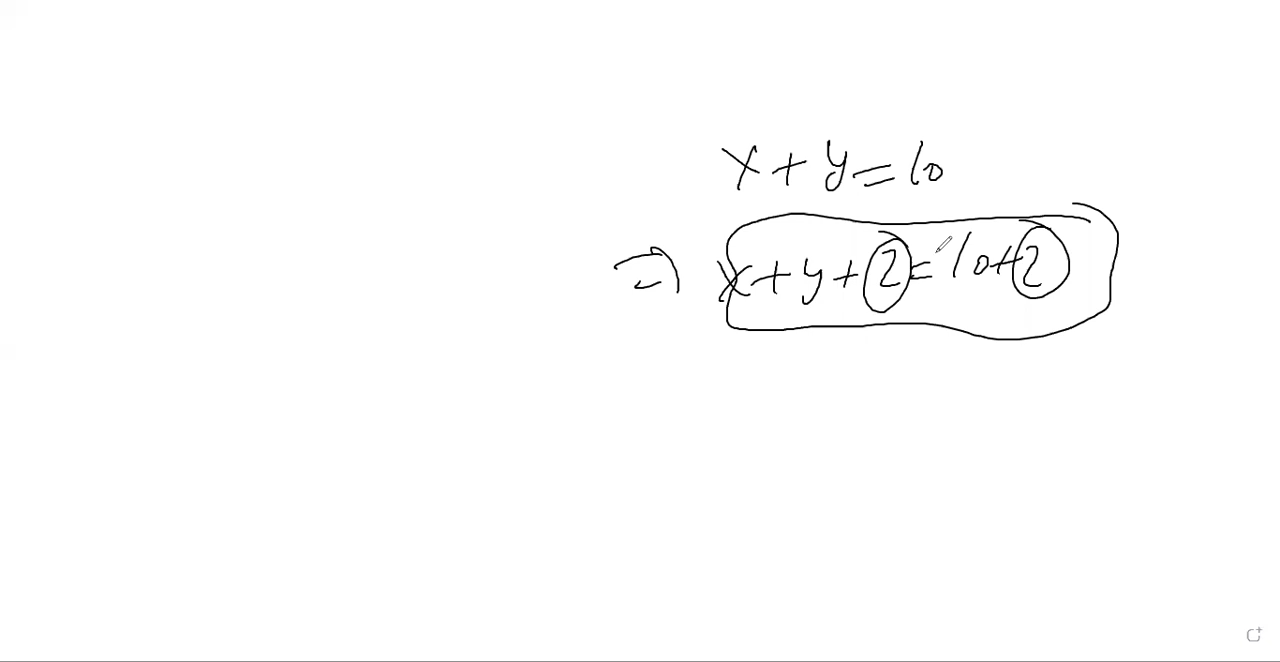 x + y = 10
⇒ x + y + 2 = 10 + 2